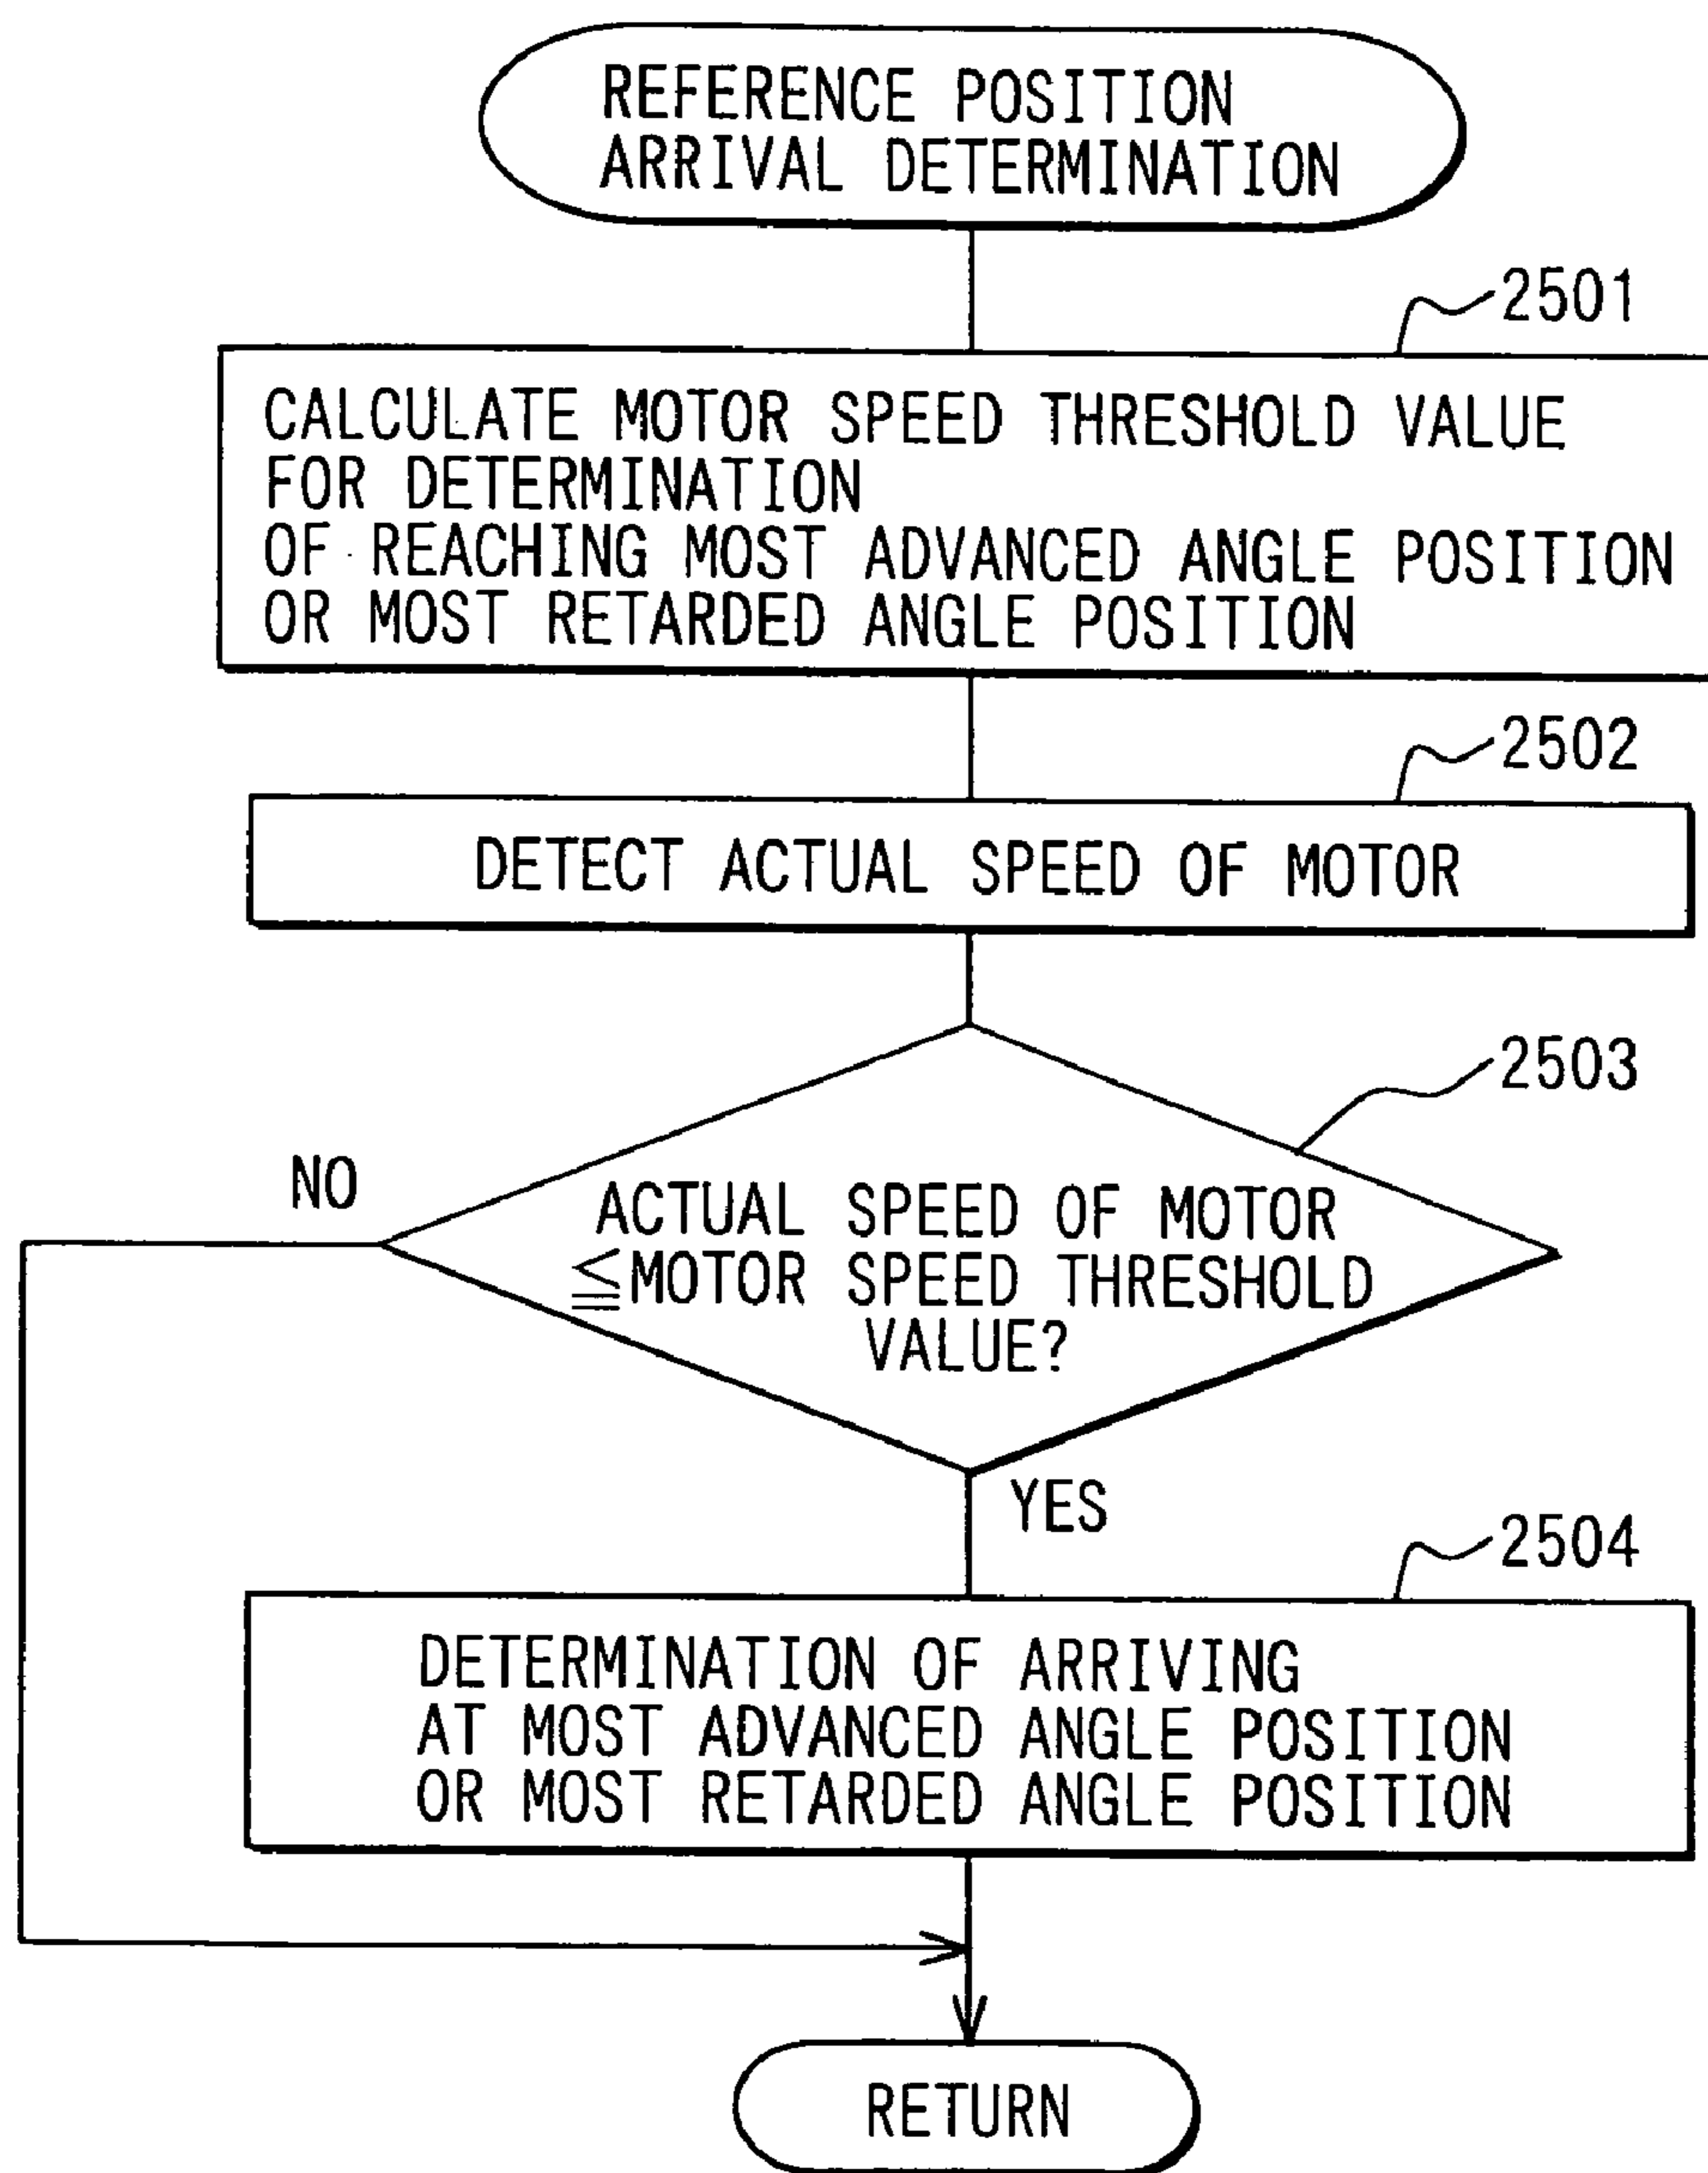 REFERENCE POSITION
ARRIVAL DETERMINATION
2501
CALCULATE MOTOR SPEED THRESHOLD VALUE
FOR DETERMINATION
OF REACHING MOST ADVANCED ANGLE POSITION
OR MOST RETARDED ANGLE POSITION
2502
DETECT ACTUAL SPEED OF MOTOR
2503
NO
ACTUAL SPEED OF MOTOR
≦MOTOR SPEED THRESHOLD
VALUE?
YES
2504
DETERMINATION OF ARRIVING
AT MOST ADVANCED ANGLE POSITION
OR MOST RETARDED ANGLE POSITION
RETURN